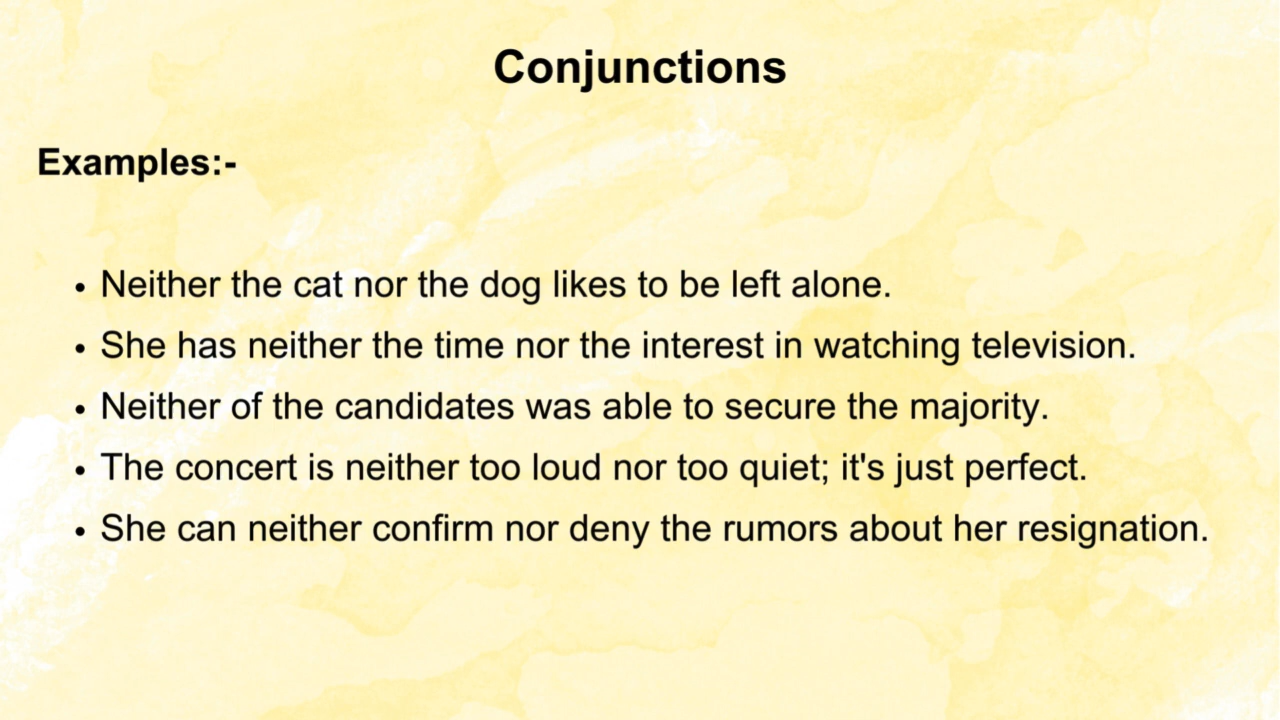 Conjunctions
Examples:-
• Neither the cat nor the dog likes to be left alone.
• She has neither the time nor the interest in watching television.
• Neither of the candidates was able to secure the majority.
• The concert is neither too loud nor too quiet; it's just perfect.
• She can neither confirm nor deny the rumors about her resignation.